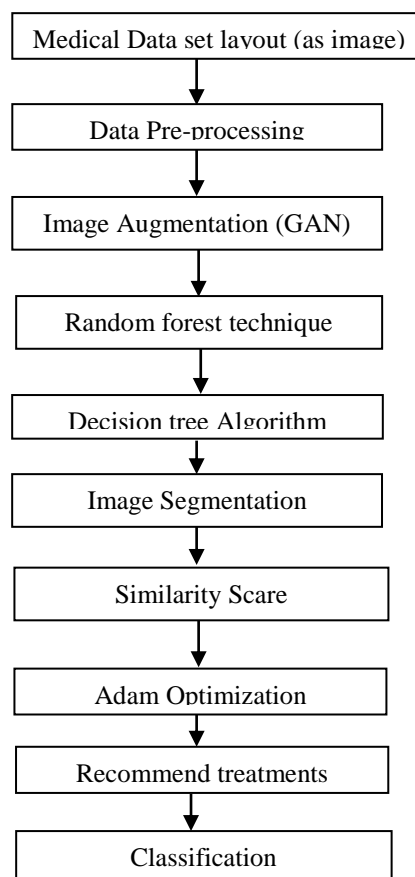 Medical Data set layout (as image)
Data Pre-processing
Image Augmentation (GAN)
Random forest technique
Decision tree Algorithm
Image Segmentation
Similarity Scare
Adam Optimization
Recommend treatments
Classification